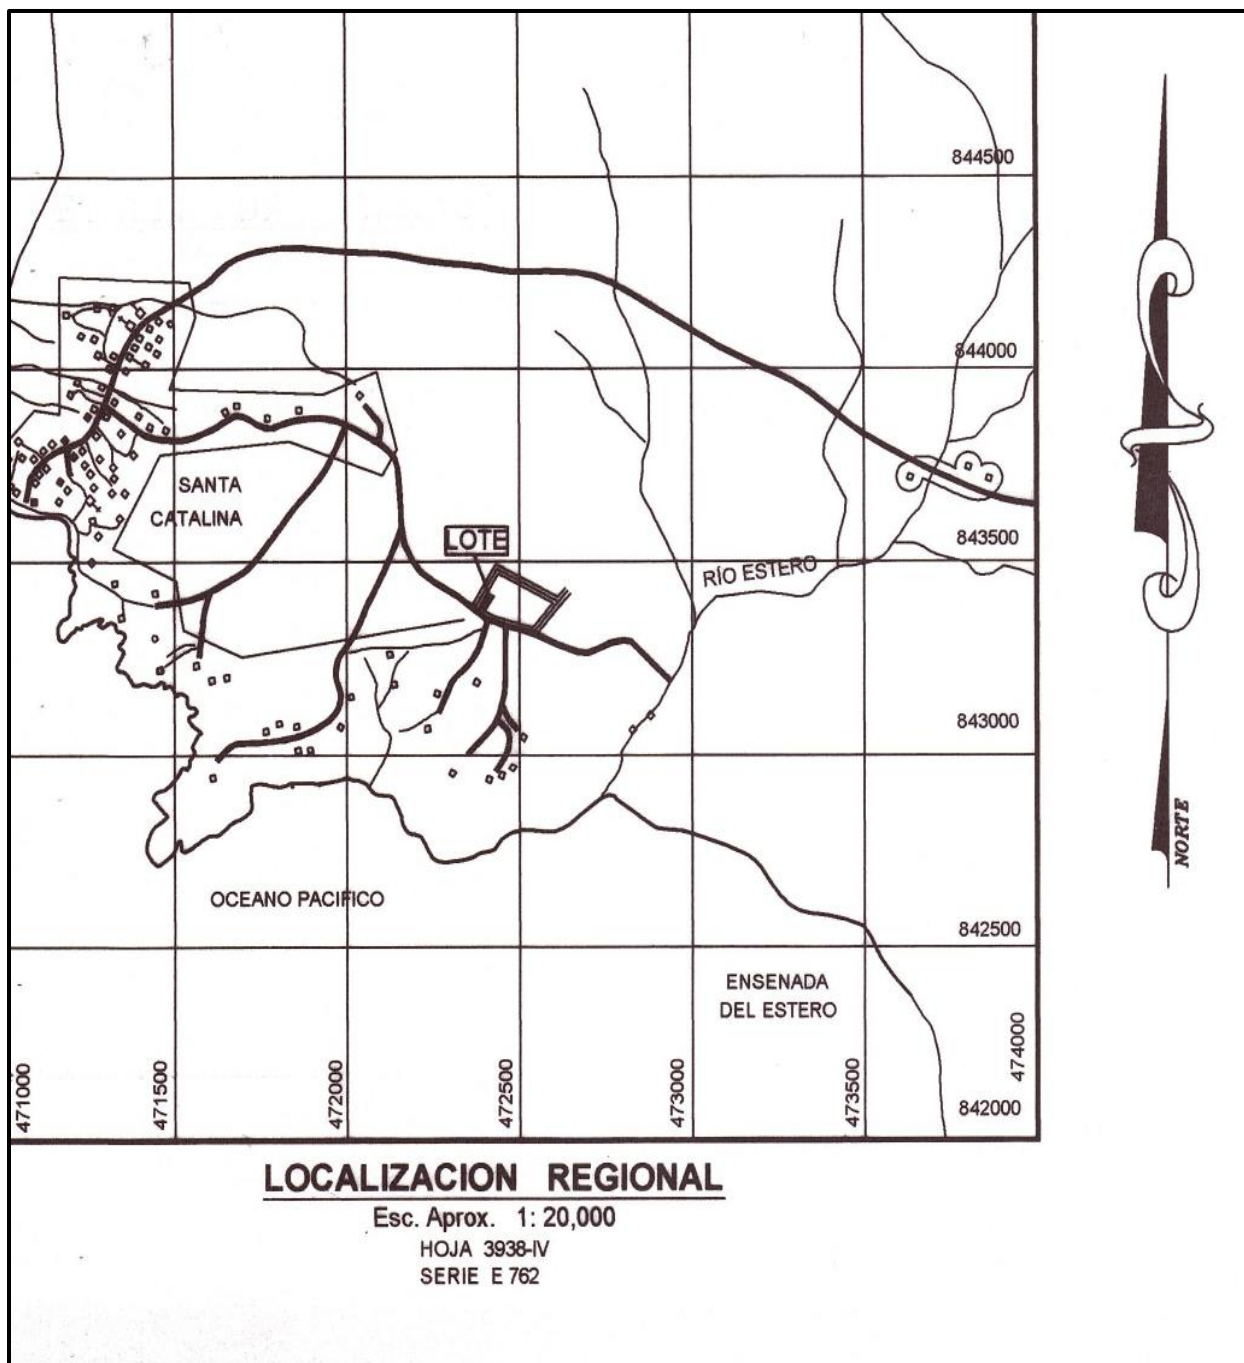 844500
844000
SANTA
CATALINA
LOTE
843500
RÍO ESTERO
843000
OCEANO PACIFICO
842500
ENSENADA
DEL ESTERO
471000
471500
472000
472500
473000
473500
474000
842000
NORTE
LOCALIZACION REGIONAL
Esc. Aprox. 1: 20,000
HOJA 3938-IV
SERIE E 762